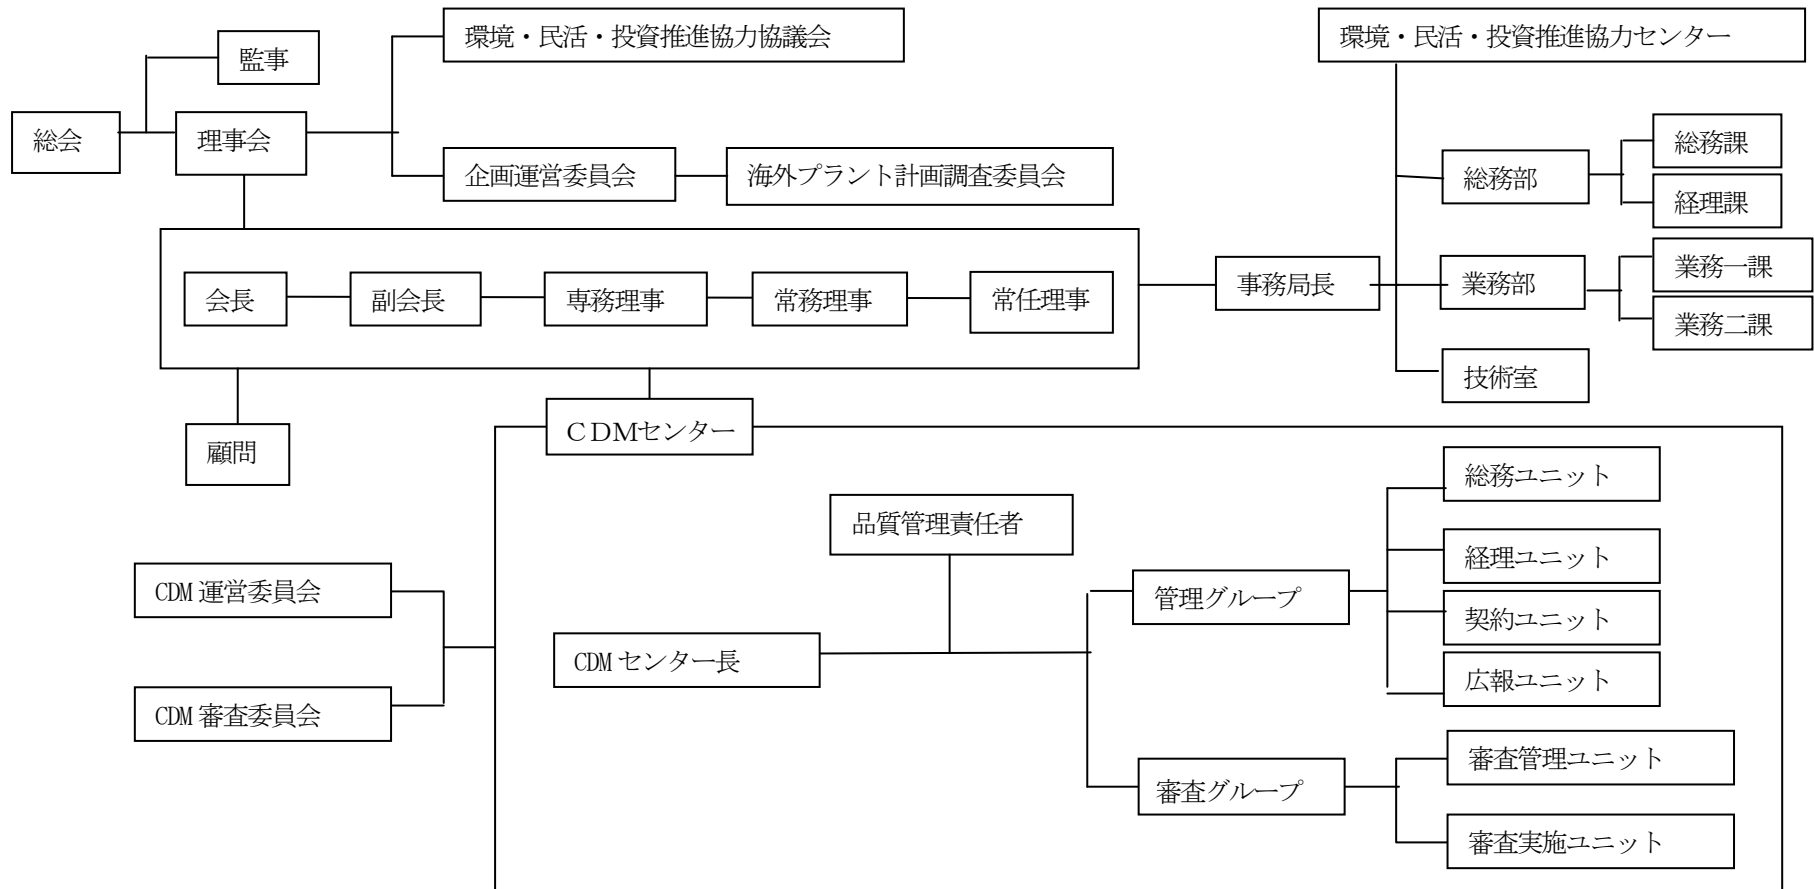 環境・民活・投資推進協力協議会
環境・民活・投資推進協力センター
監事
総会
理事会
企画運営委員会
海外プラント計画調査委員会
総務部
総務課
経理課
会長
副会長
専務理事
常務理事
常任理事
事務局長
業務部
業務一課
業務二課
技術室
顧問
ＣＤＭセンター
総務ユニット
品質管理責任者
経理ユニット
CDM 運営委員会
管理グループ
契約ユニット
CDM センター長
広報ユニット
CDM 審査委員会
審査管理ユニット
審査グループ
審査実施ユニット